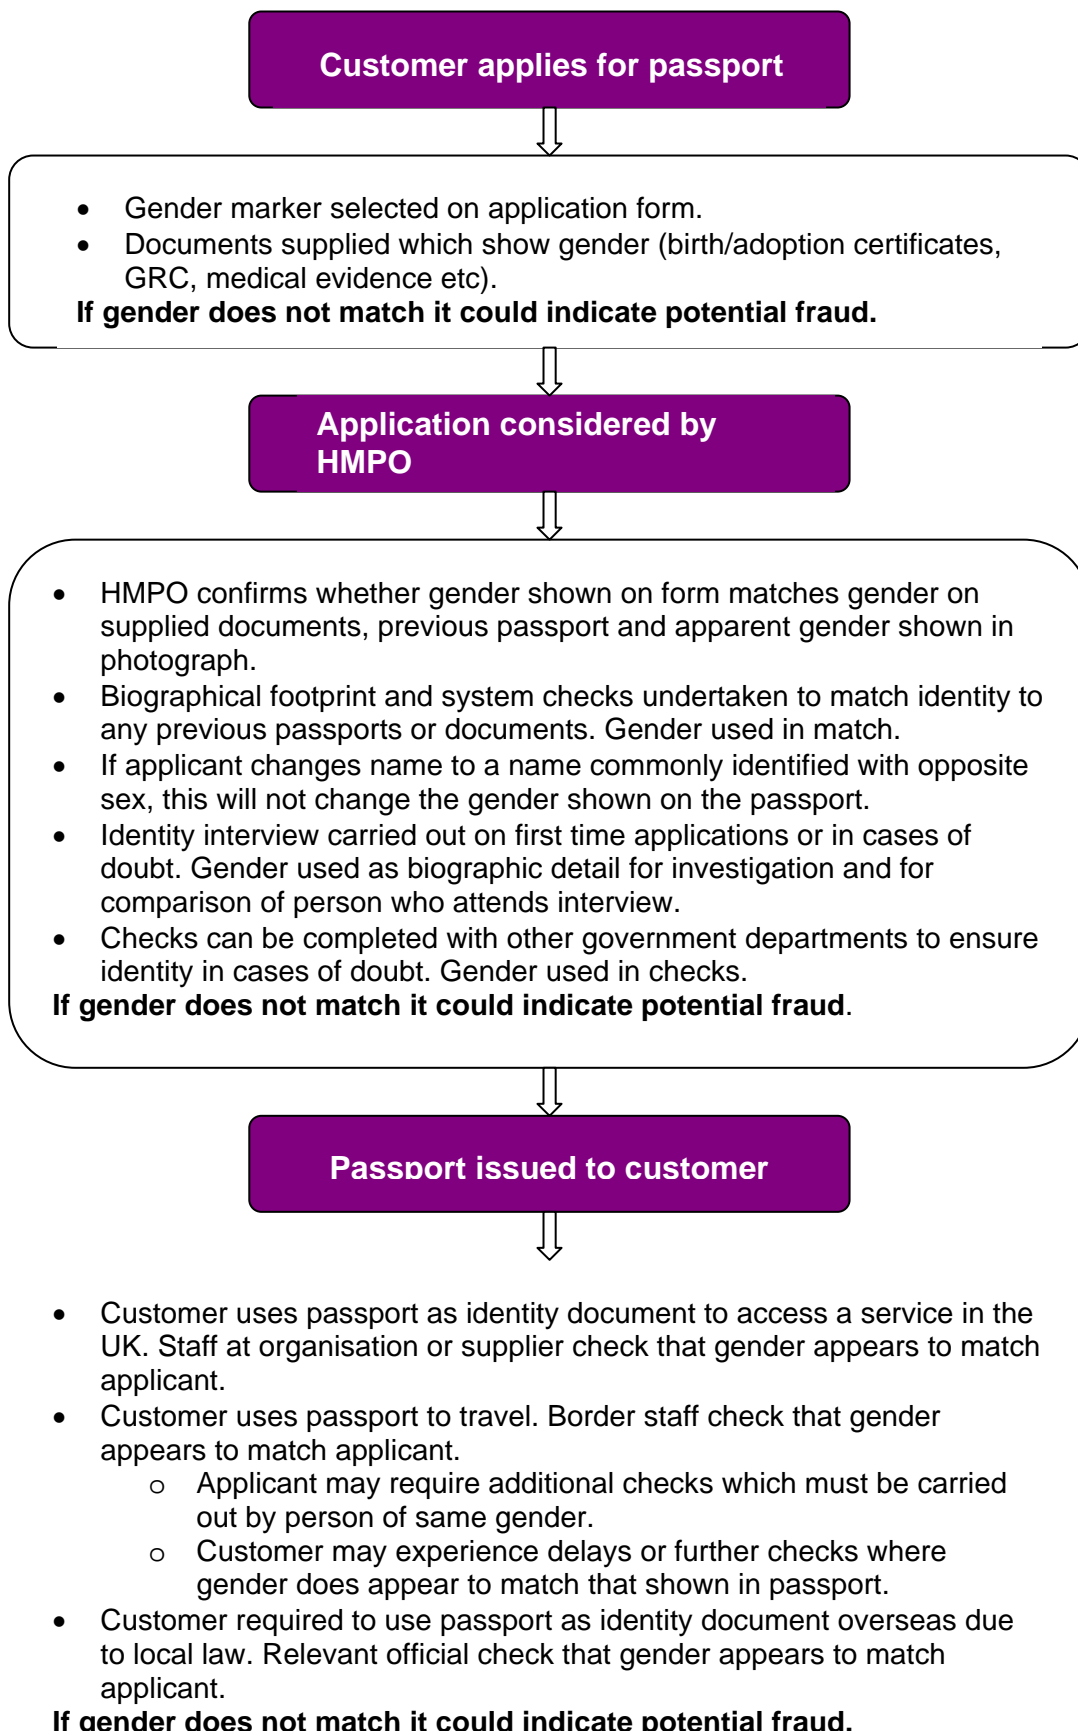 Customer applies for passport
• Gender marker selected on application form.
• Documents supplied which show gender (birth/adoption certificates,
GRC, medical evidence etc).
If gender does not match it could indicate potential fraud.
Application considered by
HMPO
• HMPO confirms whether gender shown on form matches gender on
supplied documents, previous passport and apparent gender shown in
photograph.
• Biographical footprint and system checks undertaken to match identity to
any previous passports or documents. Gender used in match.
• If applicant changes name to a name commonly identified with opposite
sex, this will not change the gender shown on the passport.
• Identity interview carried out on first time applications or in cases of
doubt. Gender used as biographic detail for investigation and for
comparison of person who attends interview.
• Checks can be completed with other government departments to ensure
identity in cases of doubt. Gender used in checks.
If gender does not match it could indicate potential fraud.
Passport issued to customer
• Customer uses passport as identity document to access a service in the
UK. Staff at organisation or supplier check that gender appears to match
applicant.
• Customer uses passport to travel. Border staff check that gender
appears to match applicant.
o Applicant may require additional checks which must be carried
out by person of same gender.
o Customer may experience delays or further checks where
gender does appear to match that shown in passport.
• Customer required to use passport as identity document overseas due
to local law. Relevant official check that gender appears to match
applicant.
If gender does not match it could indicate potential fraud.